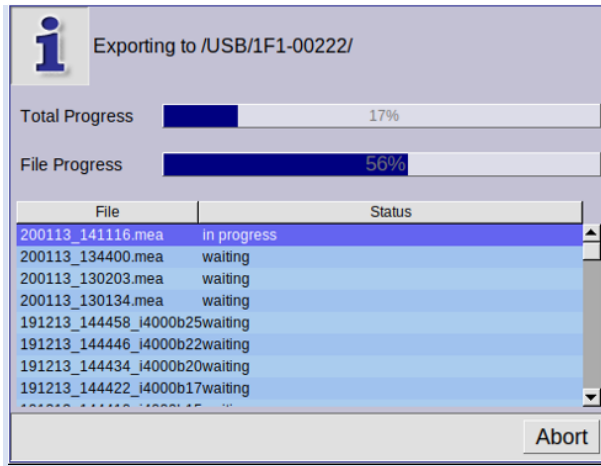 Exporting to /USB/1F1-00222/
Total Progress 17%
File Progress 56%
File Status
200113_141116.mea in progress
200113_134400.mea waiting
200113_130203.mea waiting
200113_130134.mea waiting
191213_144458_i4000b25waiting
191213_144446_i4000b22waiting
191213_144434_i4000b20waiting
191213_144422_i4000b17waiting
Abort